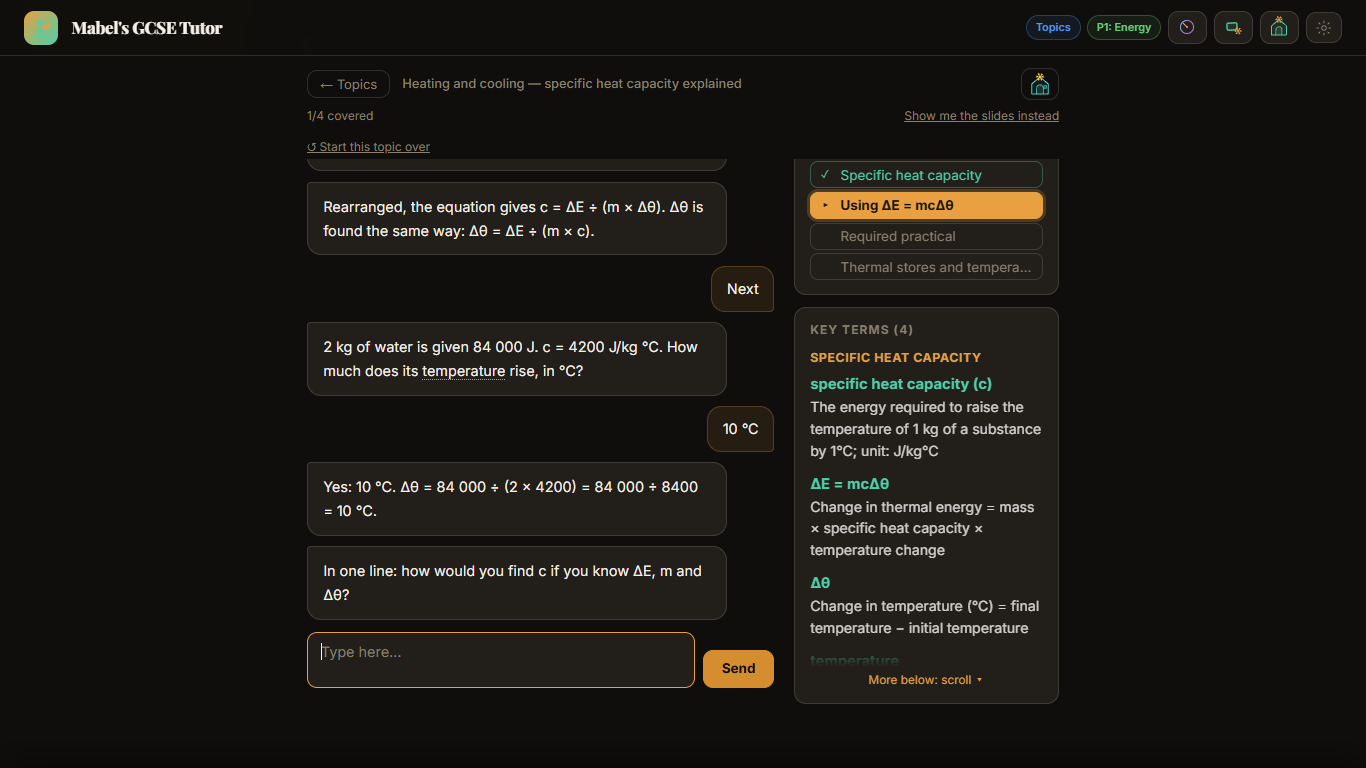 Mabel's GCSE Tutor
Topics
P1: Energy
← Topics
Heating and cooling — specific heat capacity explained
1/4 covered
Show me the slides instead
↺ Start this topic over
Rearranged, the equation gives c = ΔE ÷ (m × Δθ). Δθ is
found the same way: Δθ = ΔE ÷ (m × c).
Next
2 kg of water is given 84 000 J. c = 4200 J/kg °C. How
much does its temperature rise, in °C?
10 °C
Yes: 10 °C. Δθ = 84 000 ÷ (2 × 4200) = 84 000 ÷ 8400
= 10 °C.
In one line: how would you find c if you know ΔE, m and
Δθ?
Type here...
Send
✓ Specific heat capacity
▸ Using ΔE = mcΔθ
Required practical
Thermal stores and tempera...
KEY TERMS (4)
SPECIFIC HEAT CAPACITY
specific heat capacity (c)
The energy required to raise the
temperature of 1 kg of a substance
by 1°C; unit: J/kg°C
ΔE = mcΔθ
Change in thermal energy = mass
× specific heat capacity ×
temperature change
Δθ
Change in temperature (°C) = final
temperature − initial temperature
temperature
More below: scroll ▾